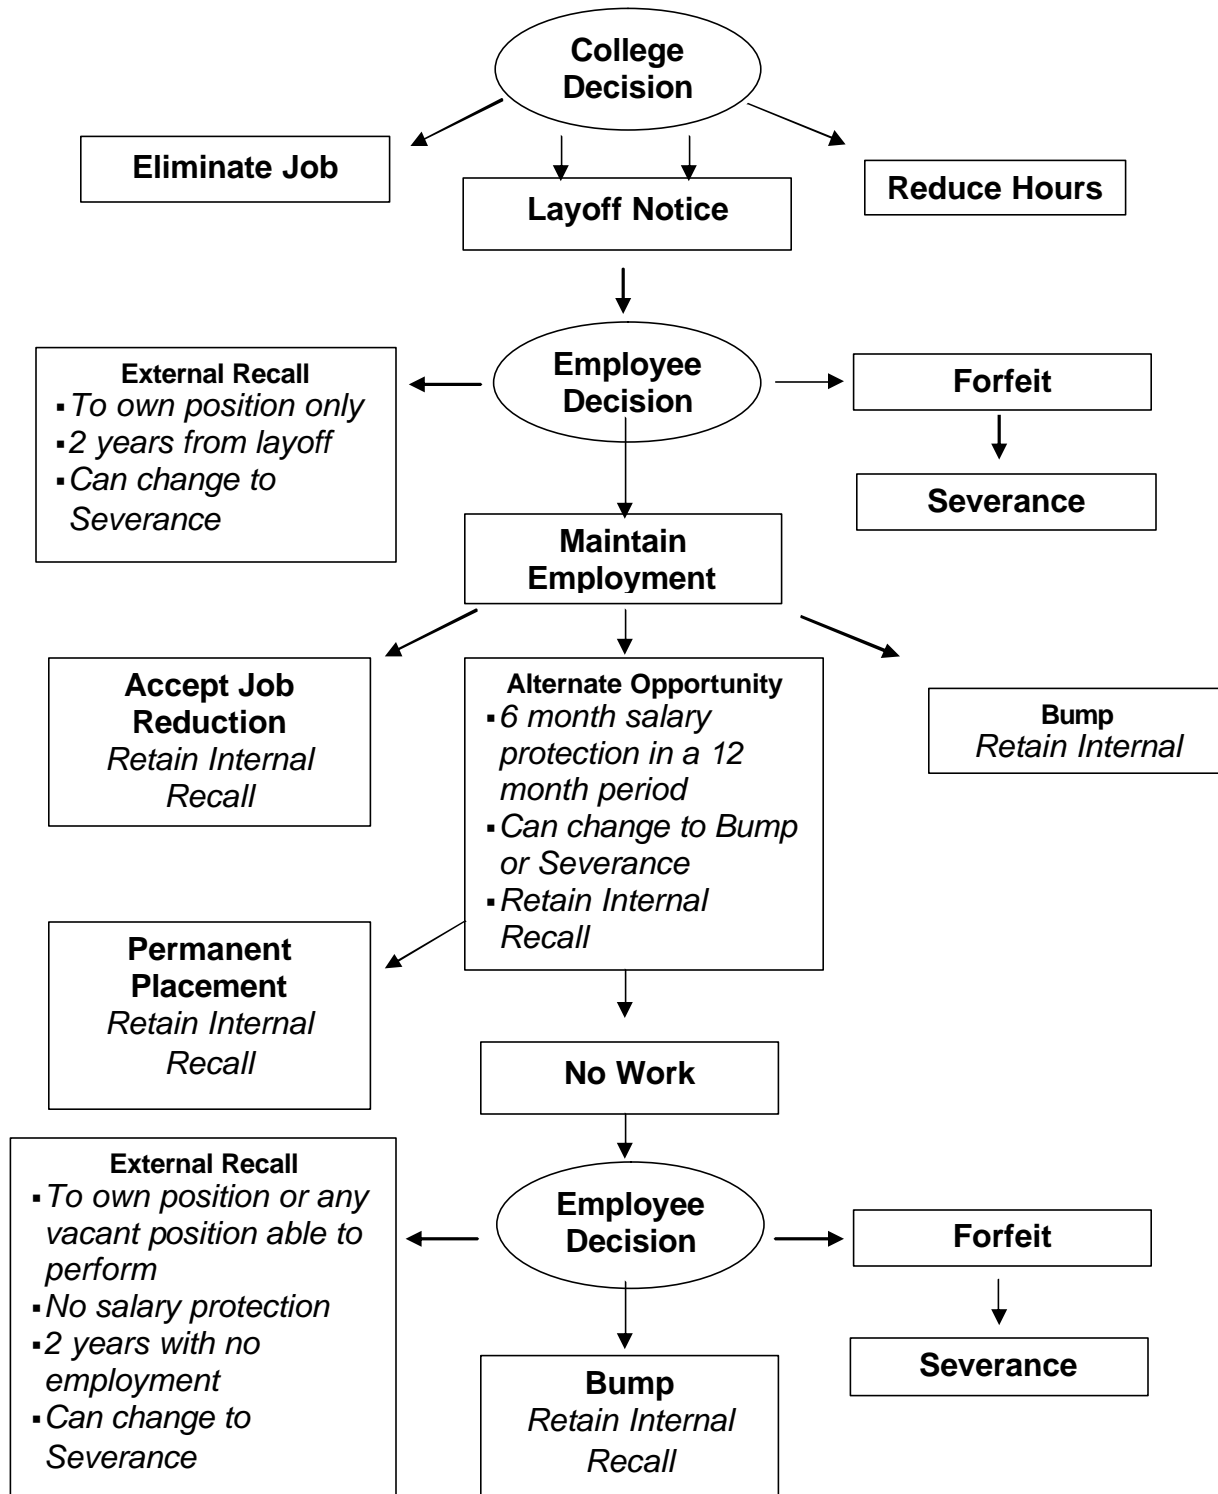 College
Decision
Eliminate Job
Layoff Notice
Reduce Hours
External Recall
▪ To own position only
▪ 2 years from layoff
▪ Can change to
Severance
Employee
Decision
Forfeit
Severance
Maintain
Employment
Accept Job
Reduction
Retain Internal
Recall
Alternate Opportunity
▪ 6 month salary
protection in a 12
month period
▪ Can change to Bump
or Severance
▪ Retain Internal
Recall
Bump
Retain Internal
Permanent
Placement
Retain Internal
Recall
No Work
External Recall
▪ To own position or any
vacant position able to
perform
▪ No salary protection
▪ 2 years with no
employment
▪ Can change to
Severance
Employee
Decision
Forfeit
Severance
Bump
Retain Internal
Recall